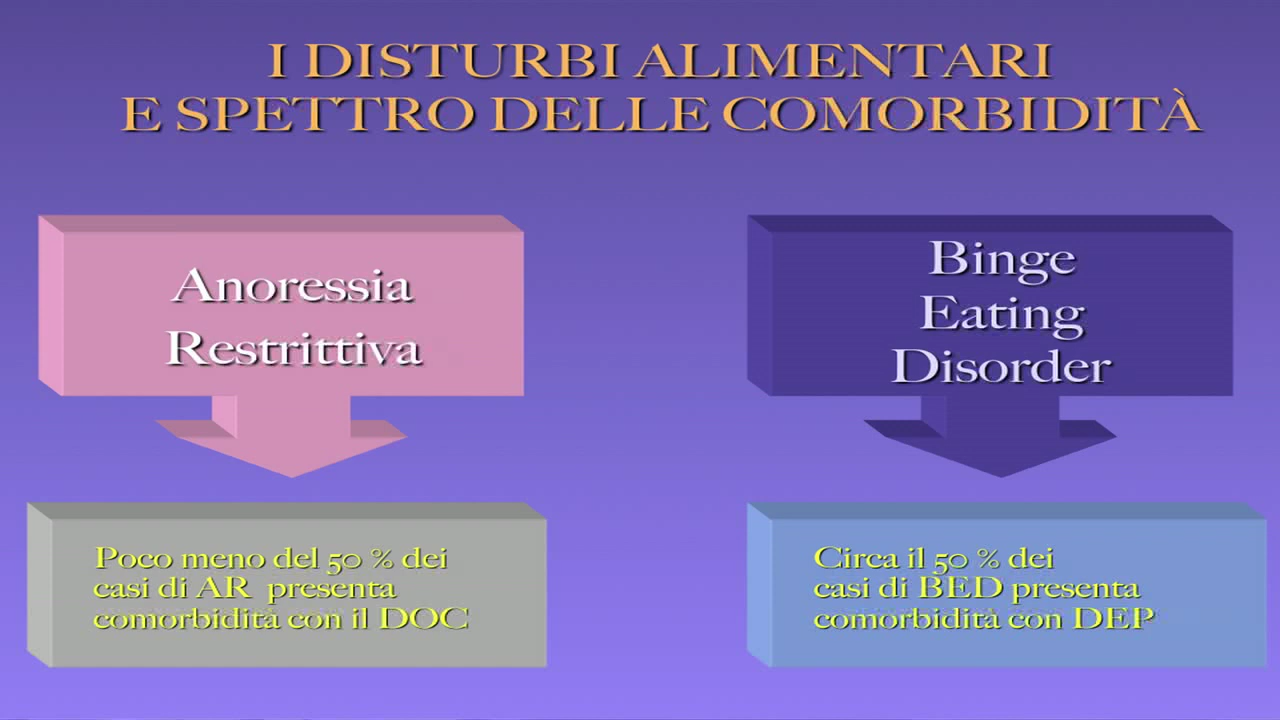 I DISTURBI ALIMENTARI
E SPETTRO DELLE COMORBIDITÀ
Anoressia
Restrittiva
Binge
Eating
Disorder
Poco meno del 50 % dei
casi di AR presenta
comorbidità con il DOC
Circa il 50 % dei
casi di BED presenta
comorbidità con DEP